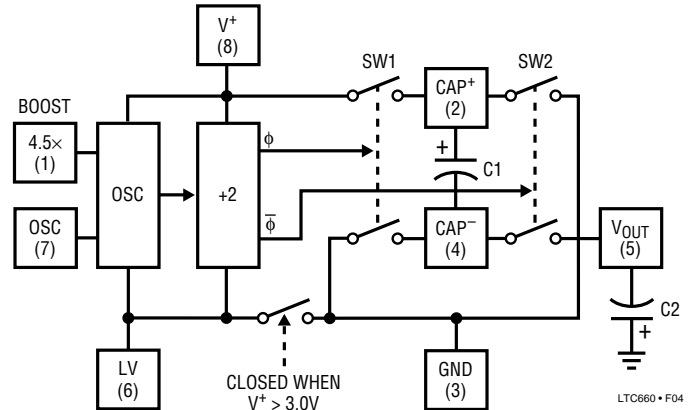 V+
(8)
SW1
SW2
BOOST
4.5×
(1)
OSC
+2
ϕ
ϕ̅
CAP+
(2)
+
C1
OSC
(7)
CAP−
(4)
VOUT
(5)
C2
+
LV
(6)
CLOSED WHEN
V+ > 3.0V
GND
(3)
LTC660 • F04